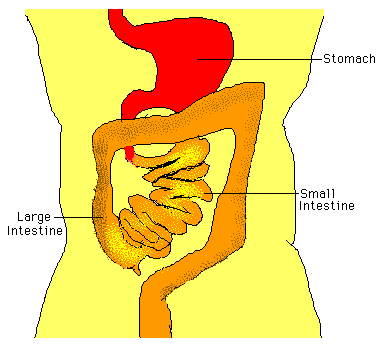 Stomach
Small
Intestine
Large
Intestine